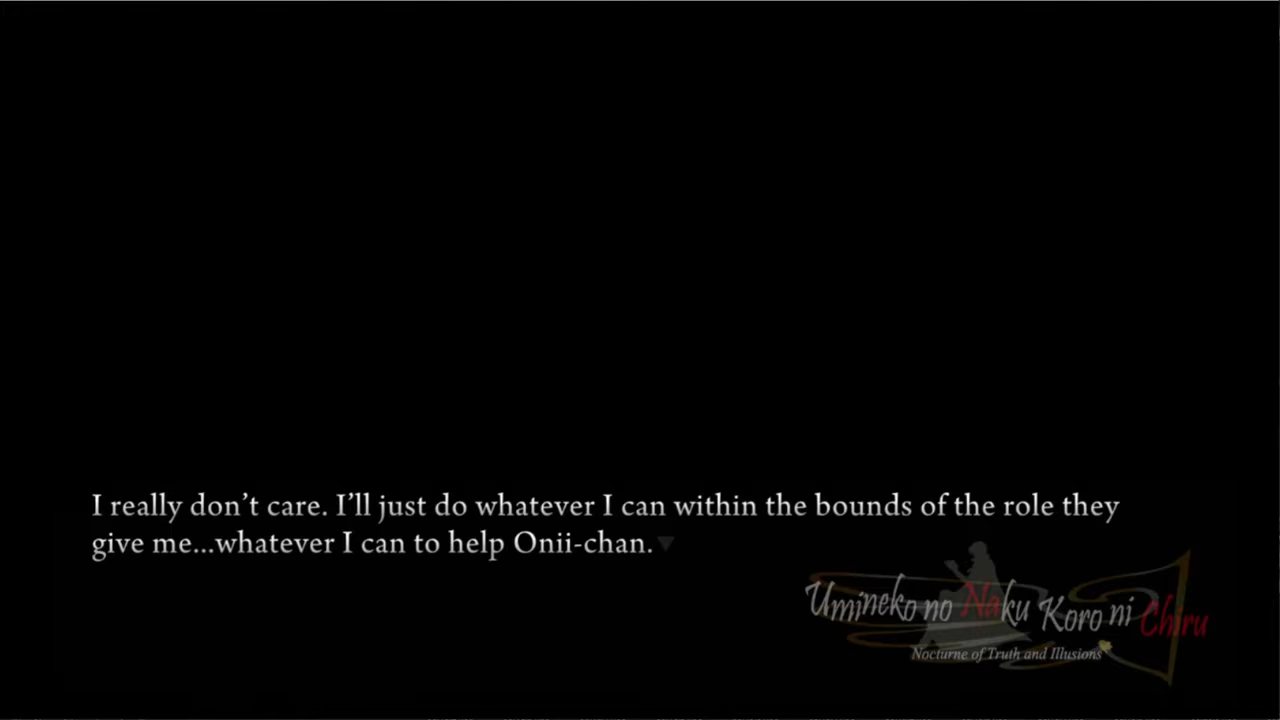 I really don't care. I'll just do whatever I can within the bounds of the role they
give me...whatever I can to help Onii-chan.
Umineko no Naku Koro ni Chiru
Nocturne of Truth and Illusions